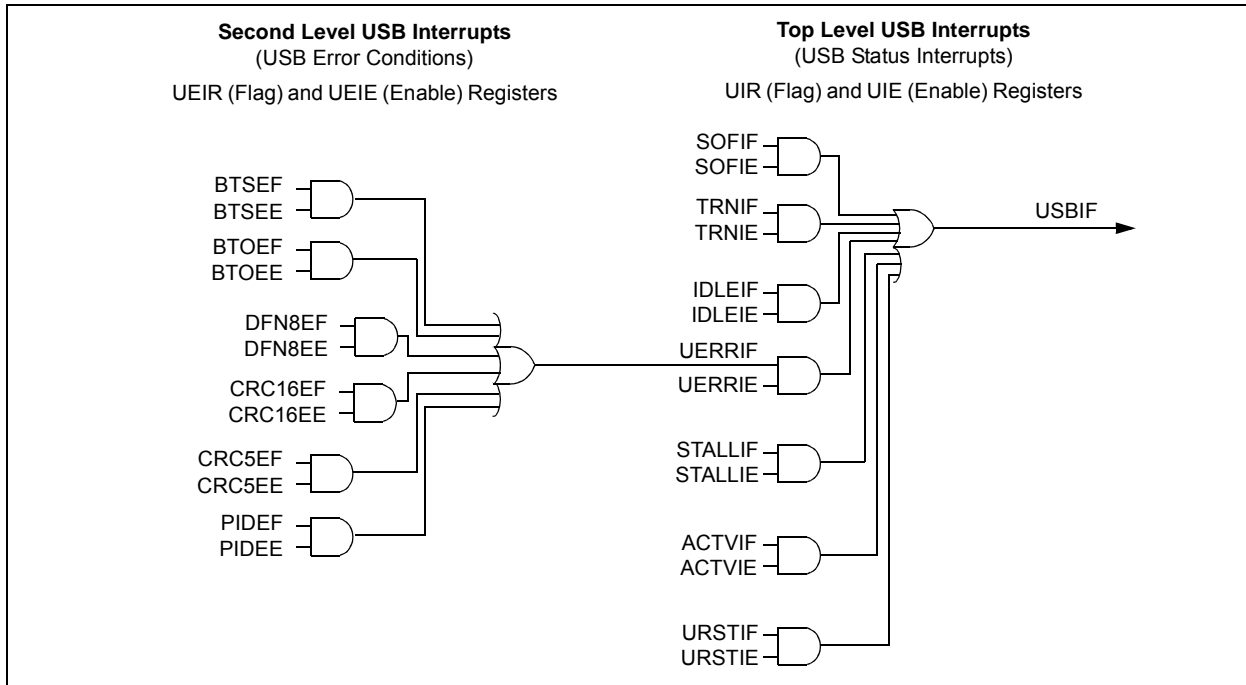 Second Level USB Interrupts
(USB Error Conditions)
UEIR (Flag) and UEIE (Enable) Registers
BTSEF
BTSEE
BTOEF
BTOEE
DFN8EF
DFN8EE
CRC16EF
CRC16EE
CRC5EF
CRC5EE
PIDEF
PIDEE
Top Level USB Interrupts
(USB Status Interrupts)
UIR (Flag) and UIE (Enable) Registers
SOFIF
SOFIE
TRNIF
TRNIE
IDLEIF
IDLEIE
UERRIF
UERRIE
STALLIF
STALLIE
ACTVIF
ACTVIE
URSTIF
URSTIE
USBIF